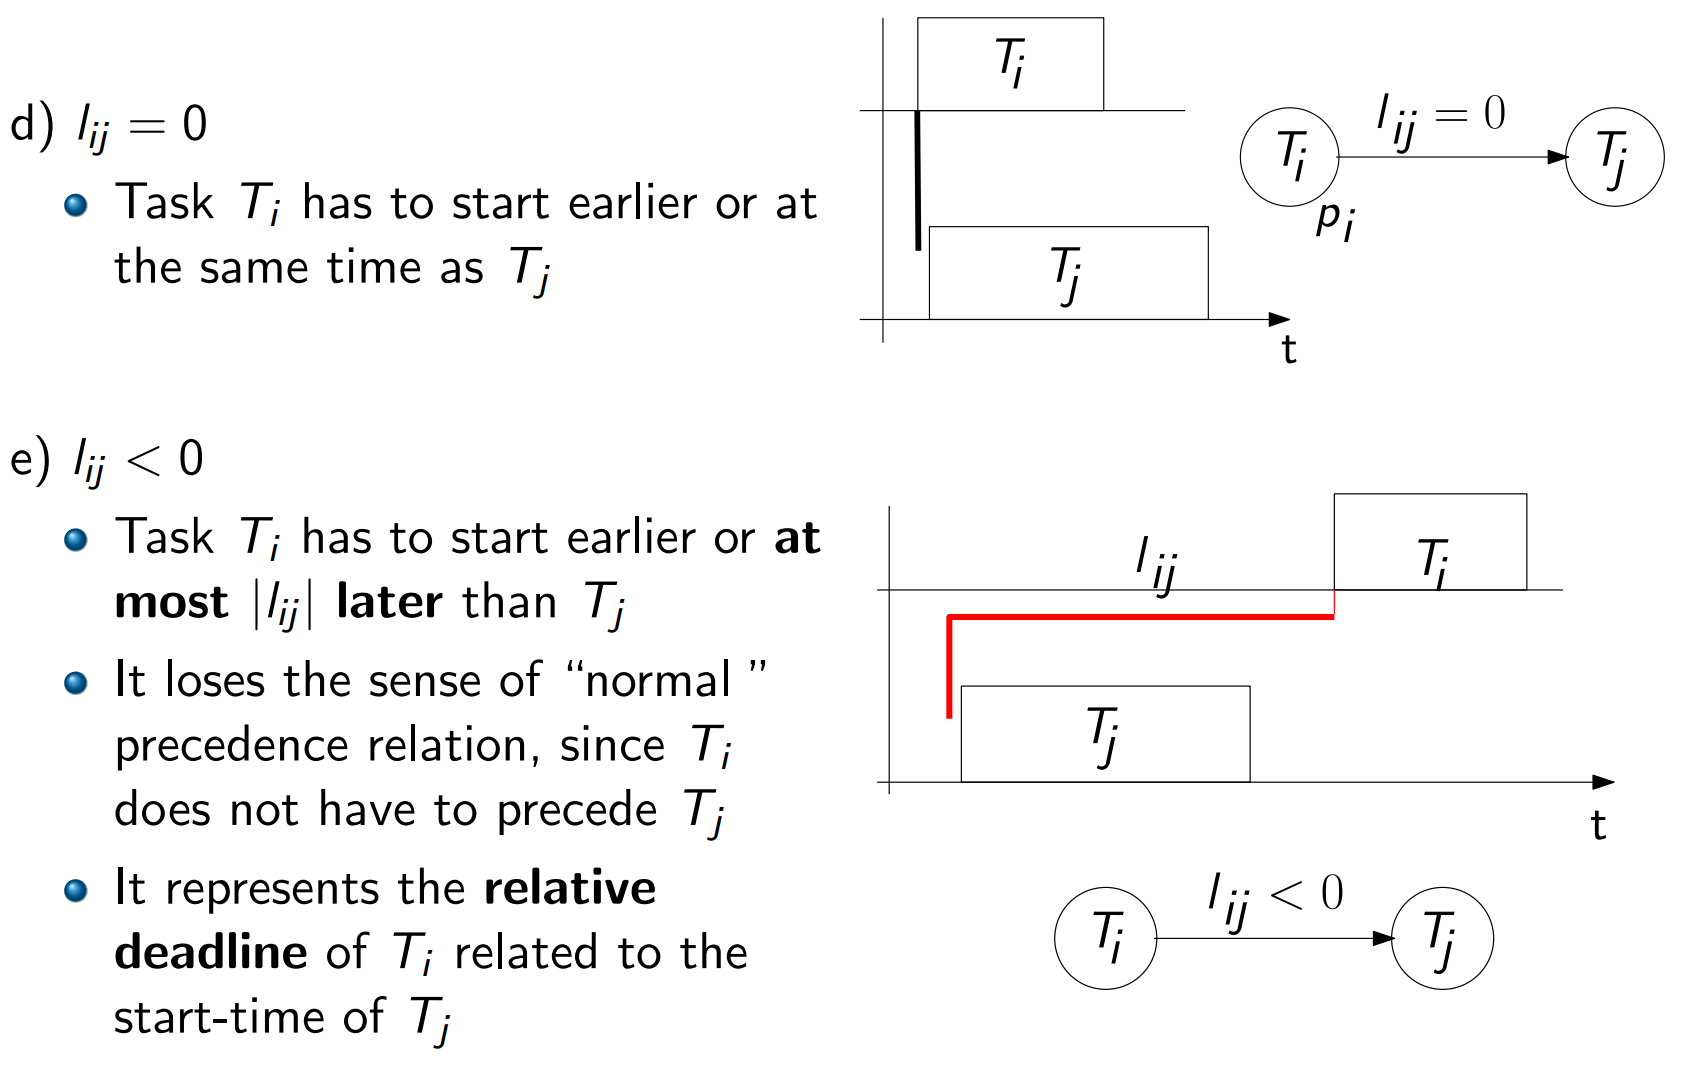 d) l_ij = 0
Task T_i has to start earlier or at
the same time as T_j
T_i
T_j
t
l_ij = 0
T_i
T_j
p_i
e) l_ij < 0
Task T_i has to start earlier or at
most |l_ij| later than T_j
It loses the sense of “normal ”
precedence relation, since T_i
does not have to precede T_j
It represents the relative
deadline of T_i related to the
start-time of T_j
l_ij
T_i
T_j
t
l_ij < 0
T_i
T_j